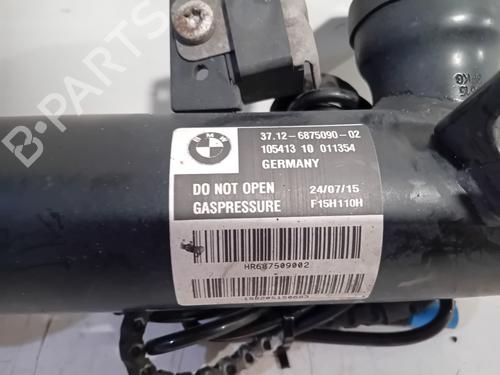 B-PARTS
BMW
37.12-6875090-02
105413 10 011354
GERMANY
DO NOT OPEN 24/07/15
GASPRESSURE F15H110H
HR687509002